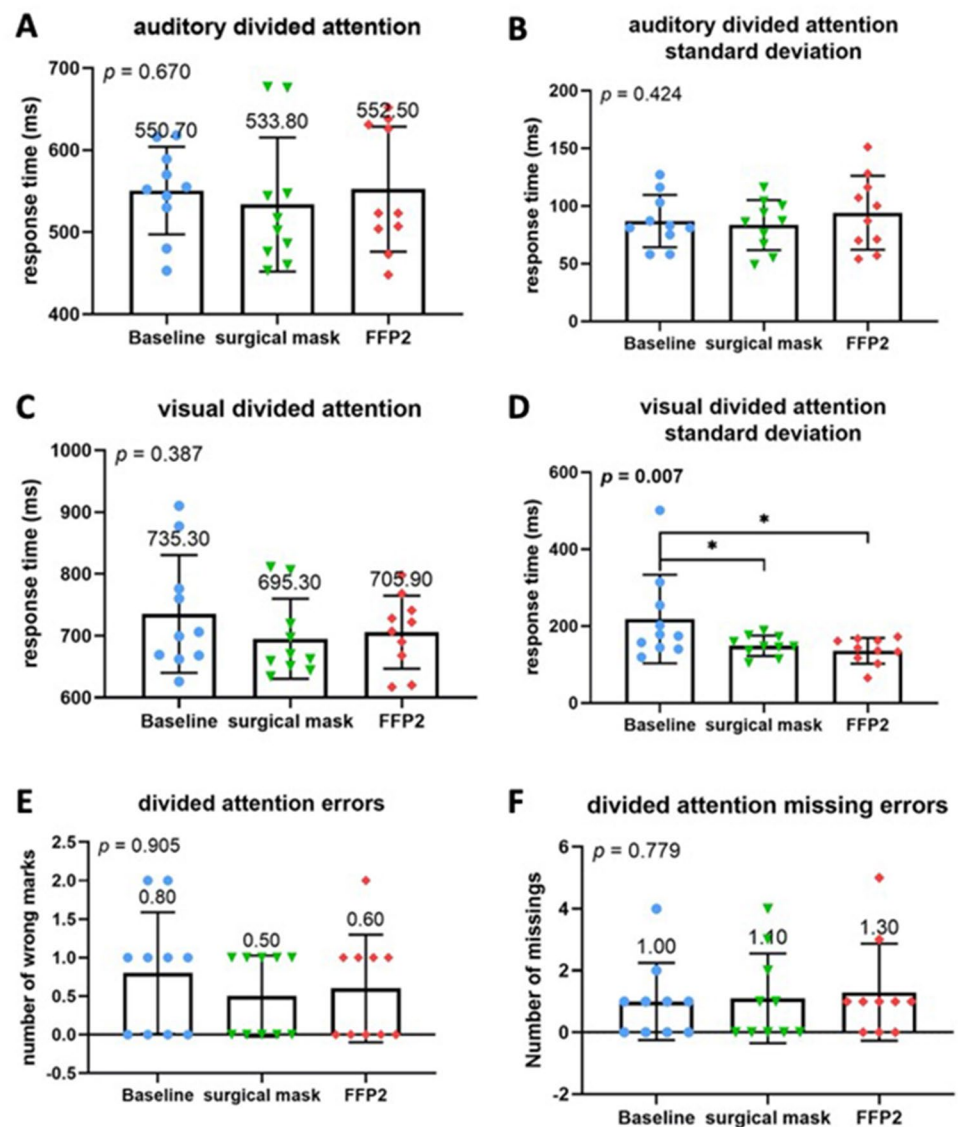 A
auditory divided attention
p = 0.670
response time (ms)
700
600
500
400
550.70
533.80
552.50
Baseline surgical mask FFP2
B
auditory divided attention
standard deviation
p = 0.424
response time (ms)
200
150
100
50
0
Baseline surgical mask FFP2
C
visual divided attention
p = 0.387
response time (ms)
1000
900
800
700
600
735.30
695.30
705.90
Baseline surgical mask FFP2
D
visual divided attention
standard deviation
p = 0.007
response time (ms)
600
400
200
0
*
*
Baseline surgical mask FFP2
E
divided attention errors
p = 0.905
number of wrong marks
2.5
2.0
1.5
1.0
0.5
0.0
-0.5
0.80
0.50
0.60
Baseline surgical mask FFP2
F
divided attention missing errors
p = 0.779
Number of missings
6
4
2
0
-2
1.00
1.10
1.30
Baseline surgical mask FFP2